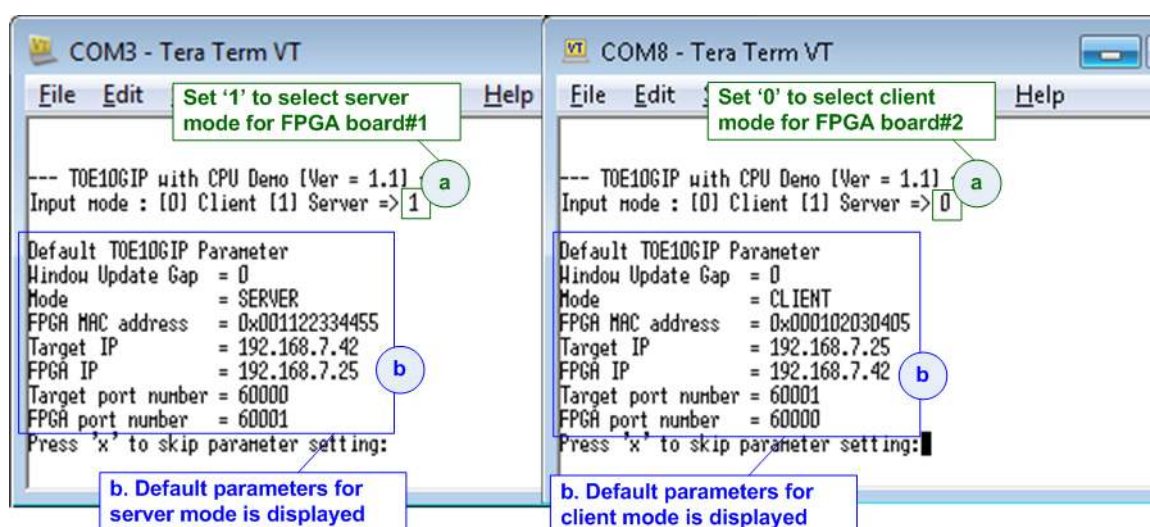 COM3 - Tera Term VT
File Edit Help
Set '1' to select server
mode for FPGA board#1
--- TOE10GIP with CPU Demo [Ver = 1.1]
a
Input mode : [0] Client [1] Server => 1
Default TOE10GIP Parameter
Window Update Gap = 0
Mode = SERVER
FPGA MAC address = 0x001122334455
Target IP = 192.168.7.42
FPGA IP = 192.168.7.25
b
Target port number = 60000
FPGA port number = 60001
Press 'x' to skip parameter setting:
b. Default parameters for
server mode is displayed
COM8 - Tera Term VT
File Edit Help
Set '0' to select client
mode for FPGA board#2
--- TOE10GIP with CPU Demo [Ver = 1.1]
a
Input mode : [0] Client [1] Server => 0
Default TOE10GIP Parameter
Window Update Gap = 0
Mode = CLIENT
FPGA MAC address = 0x000102030405
Target IP = 192.168.7.25
FPGA IP = 192.168.7.42
b
Target port number = 60001
FPGA port number = 60000
Press 'x' to skip parameter setting:
b. Default parameters for
client mode is displayed